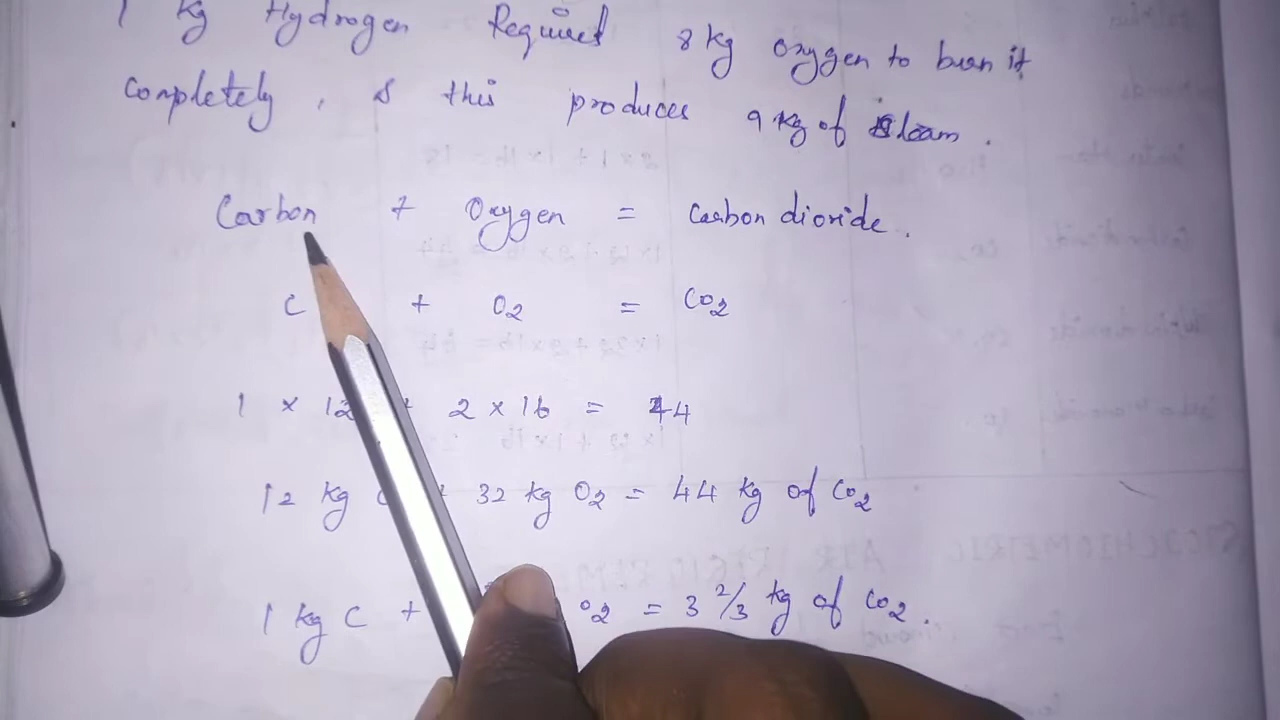 1 Kg Hydrogen Required 8 kg oxygen to burn it
completely, & this produces 9 kg of steam.
Carbon + Oxygen = Carbon dioxide.
C + O2 = CO2
1 × 12 + 2 × 16 = 44
12 kg C + 32 kg O2 = 44 kg of CO2
1 kg C + O2 = 3 2/3 kg of CO2.